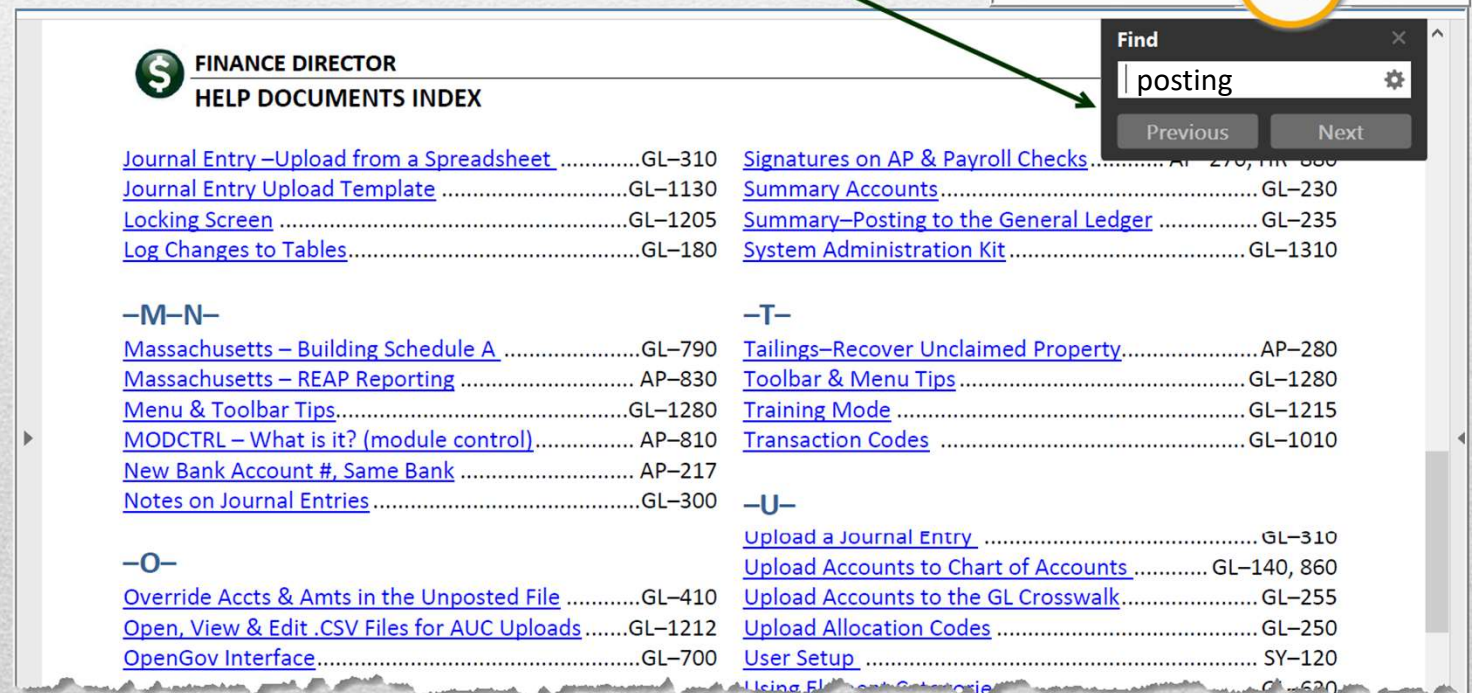 Find
posting
Previous Next
FINANCE DIRECTOR
HELP DOCUMENTS INDEX
Journal Entry –Upload from a Spreadsheet .............GL–310
Journal Entry Upload Template ..............................GL–1130
Locking Screen .........................................................GL–1205
Log Changes to Tables...............................................GL–180
–M–N–
Massachusetts – Building Schedule A ......................GL–790
Massachusetts – REAP Reporting ............................ AP–830
Menu & Toolbar Tips................................................GL–1280
MODCTRL – What is it? (module control)................ AP–810
New Bank Account #, Same Bank ............................ AP–217
Notes on Journal Entries...........................................GL–300
–O–
Override Accts & Amts in the Unposted File ............GL–410
Open, View & Edit .CSV Files for AUC Uploads.......GL–1212
OpenGov Interface....................................................GL–700
Signatures on AP & Payroll Checks............ AP–270, HR–880
Summary Accounts....................................................GL–230
Summary–Posting to the General Ledger ................GL–235
System Administration Kit......................................GL–1310
–T–
Tailings–Recover Unclaimed Property......................AP–280
Toolbar & Menu Tips..............................................GL–1280
Training Mode.........................................................GL–1215
Transaction Codes .................................................GL–1010
–U–
Upload a Journal Entry ............................................GL–310
Upload Accounts to Chart of Accounts ............ GL–140, 860
Upload Accounts to the GL Crosswalk......................GL–255
Upload Allocation Codes ...........................................GL–250
User Setup ............................................................... SY–120
Using